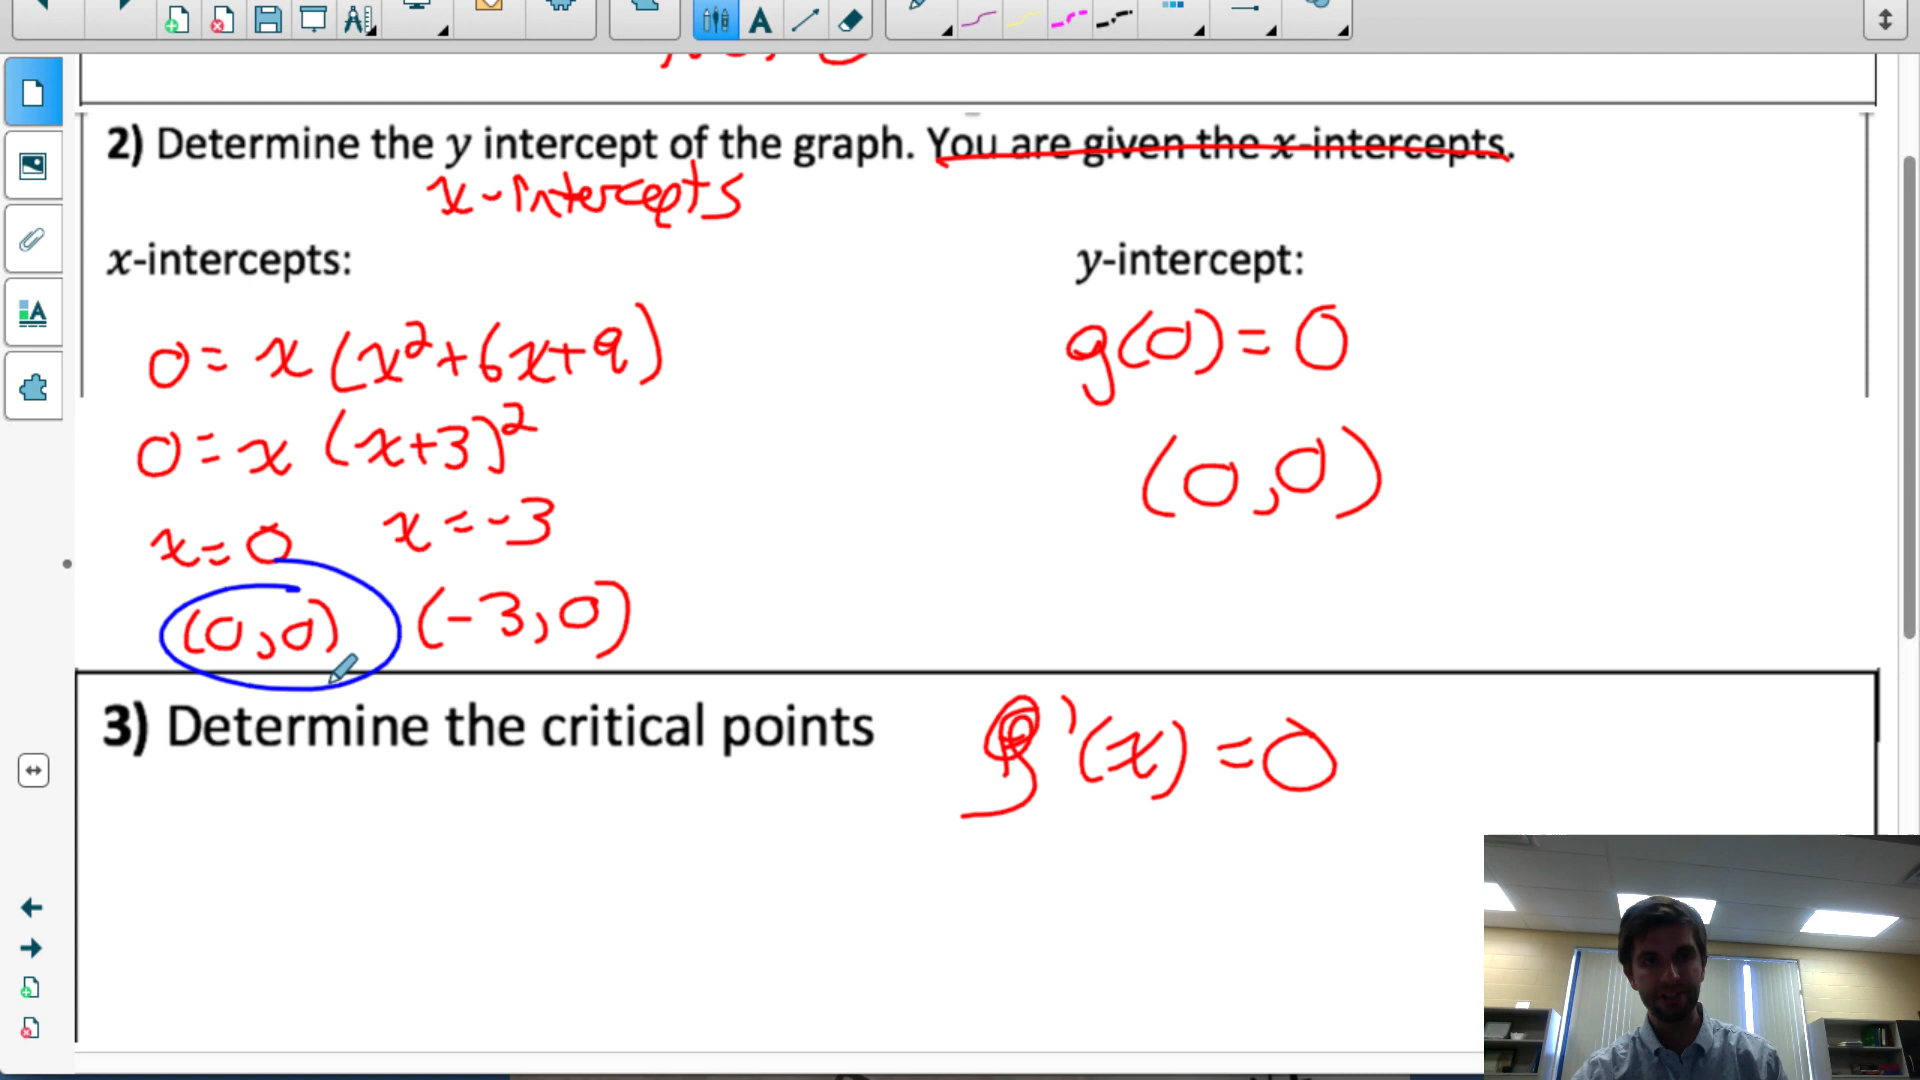 2) Determine the y intercept of the graph. You are given the x-intercepts.
x-intercepts
x-intercepts:
y-intercept:
0 = x (x²+6x+9)
g(0) = 0
0 = x (x+3)²
(0,0)
x = 0 x = -3
(0,0) (-3,0)
3) Determine the critical points g'(x) = 0